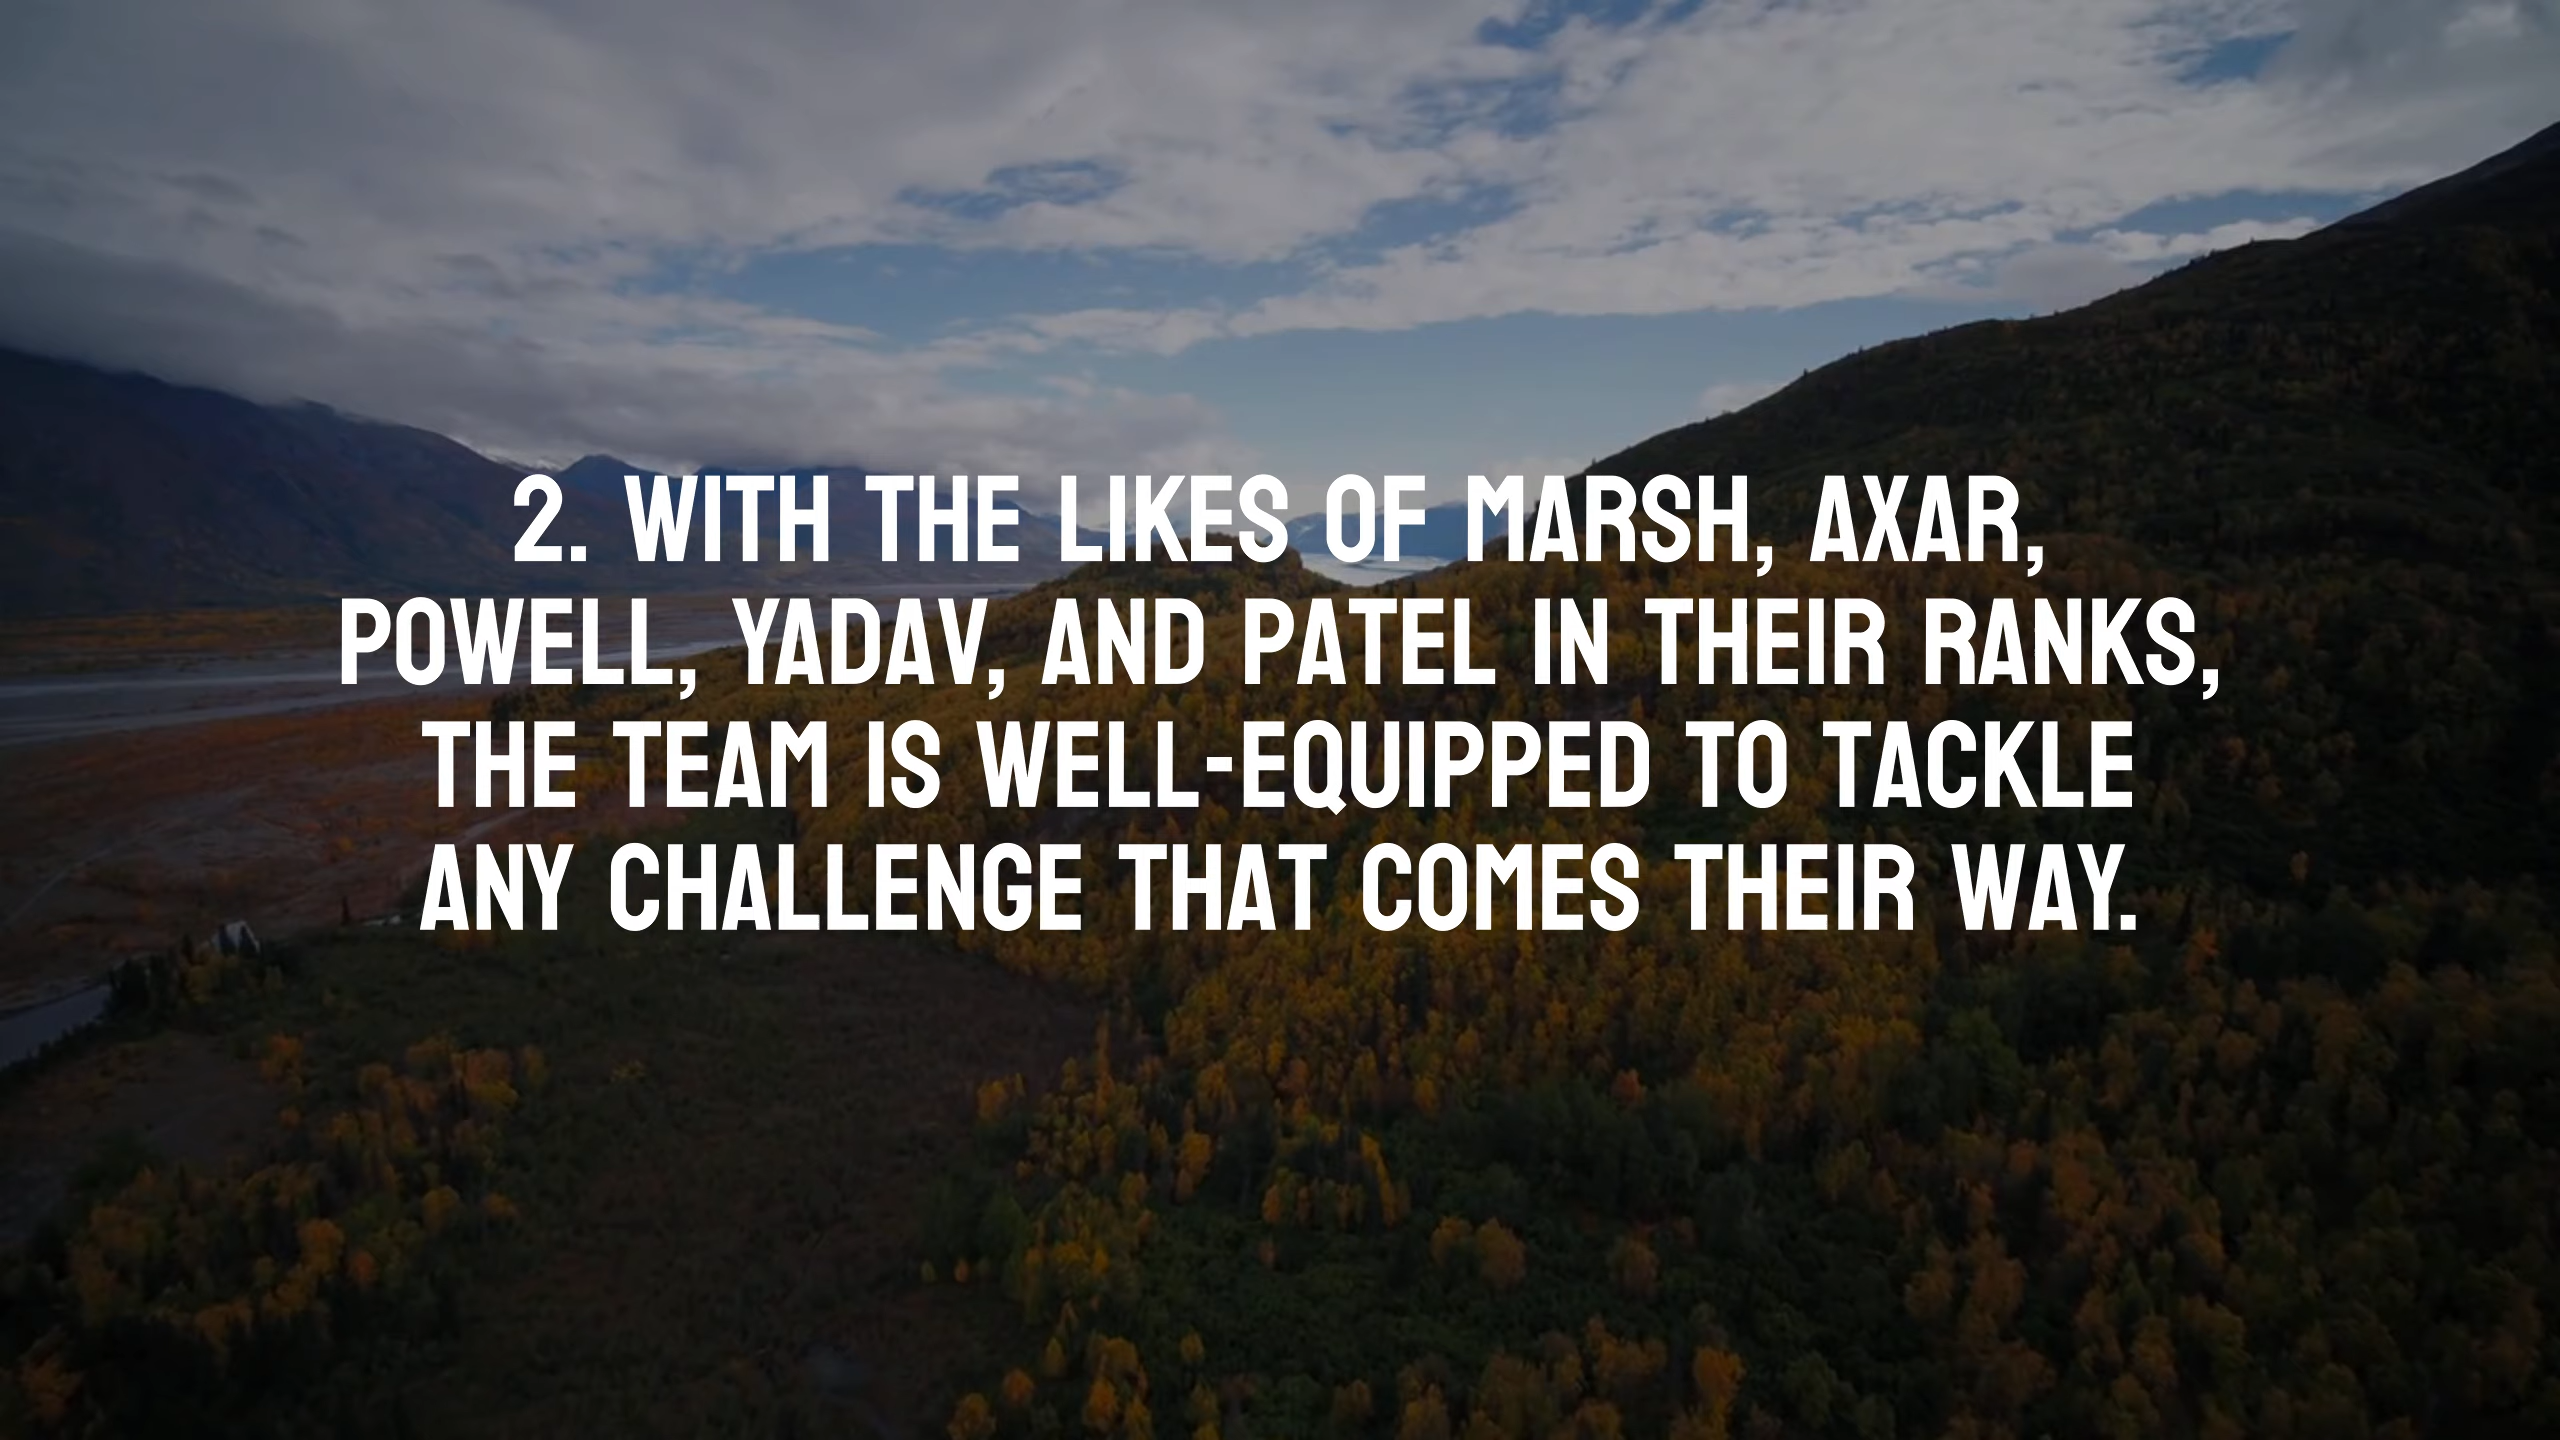 2. WITH THE LIKES OF MARSH, AXAR,
POWELL, YADAV, AND PATEL IN THEIR RANKS,
THE TEAM IS WELL-EQUIPPED TO TACKLE
ANY CHALLENGE THAT COMES THEIR WAY.